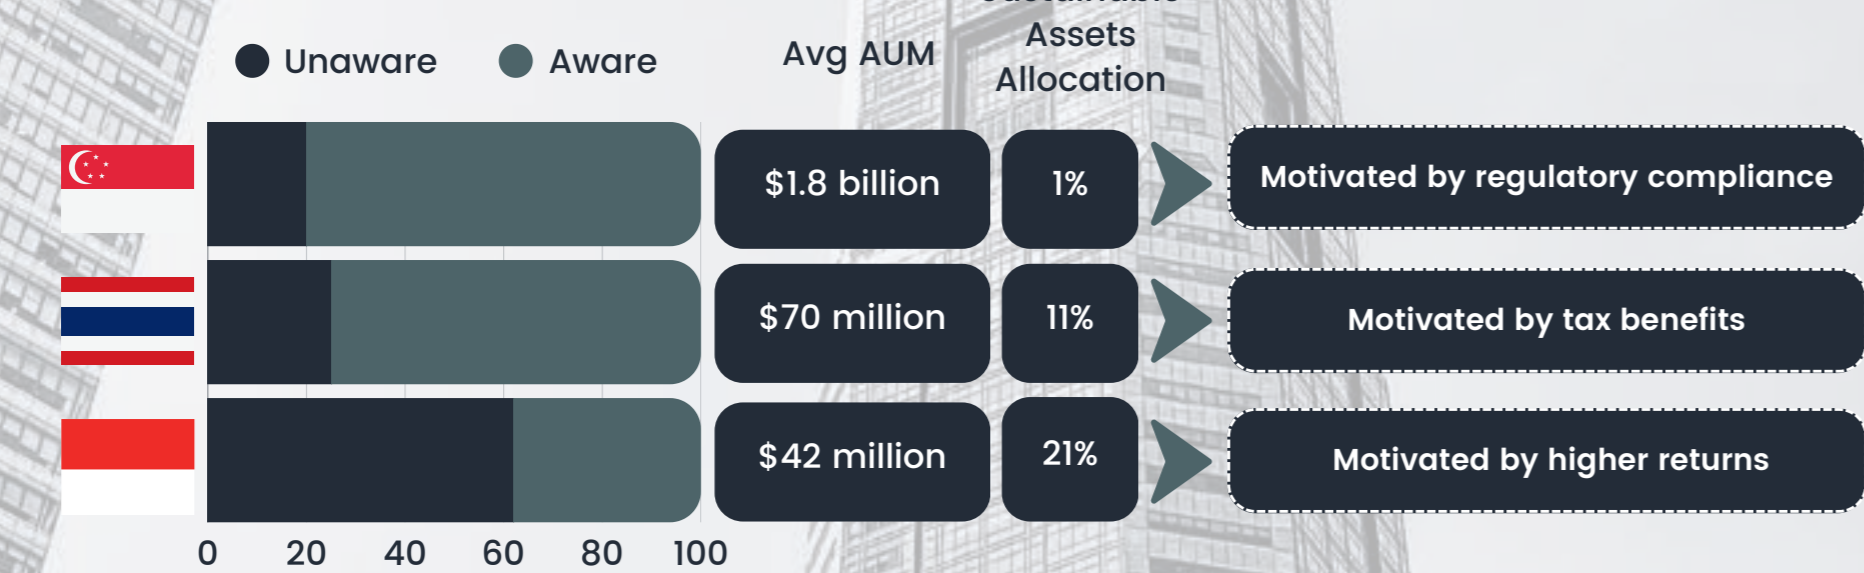 Unaware
Aware
Avg AUM
Assets
Allocation
$1.8 billion
1%
Motivated by regulatory compliance
$70 million
11%
Motivated by tax benefits
$42 million
21%
Motivated by higher returns
0 20 40 60 80 100